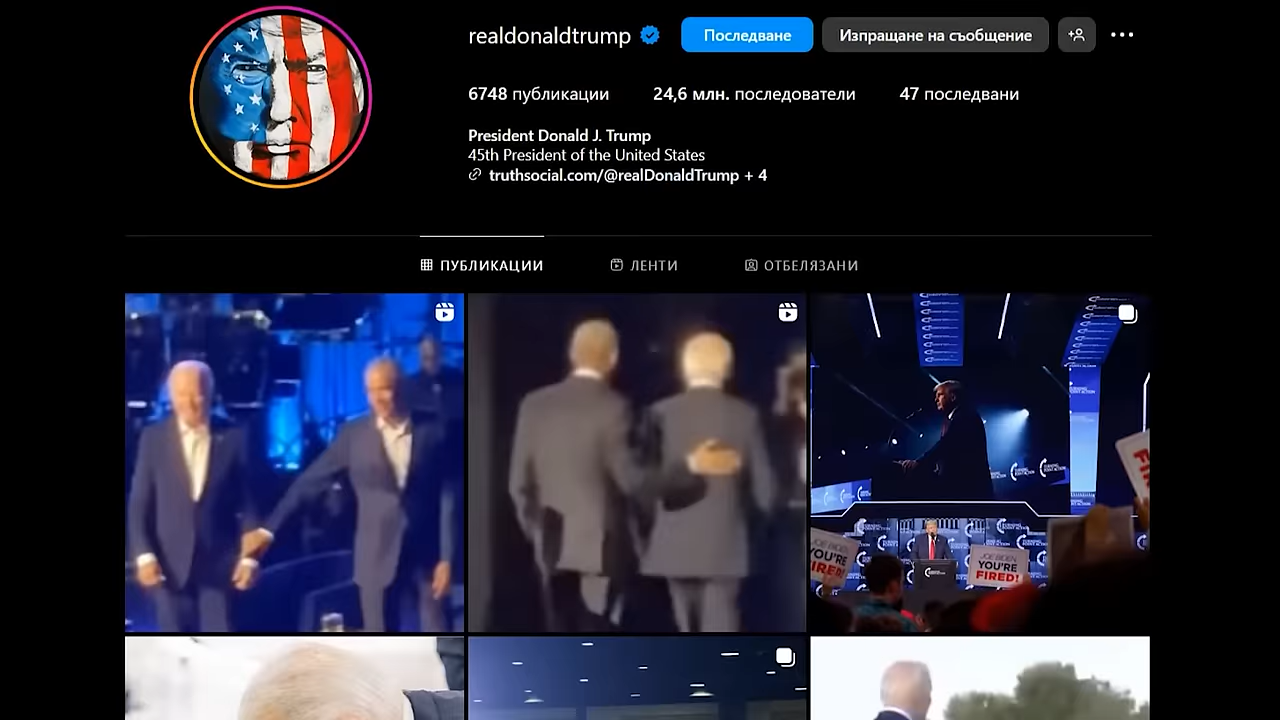 realdonaldtrump Последване Изпращане на съобщение
6748 публикации 24,6 млн. последователи 47 последвани
President Donald J. Trump
45th President of the United States
truthsocial.com/@realDonaldTrump + 4
ПУБЛИКАЦИИ ЛЕНТИ ОТБЕЛЯЗАНИ
YOU'RE
FIRED!
JOE BIDEN
YOU'RE
FIRED!